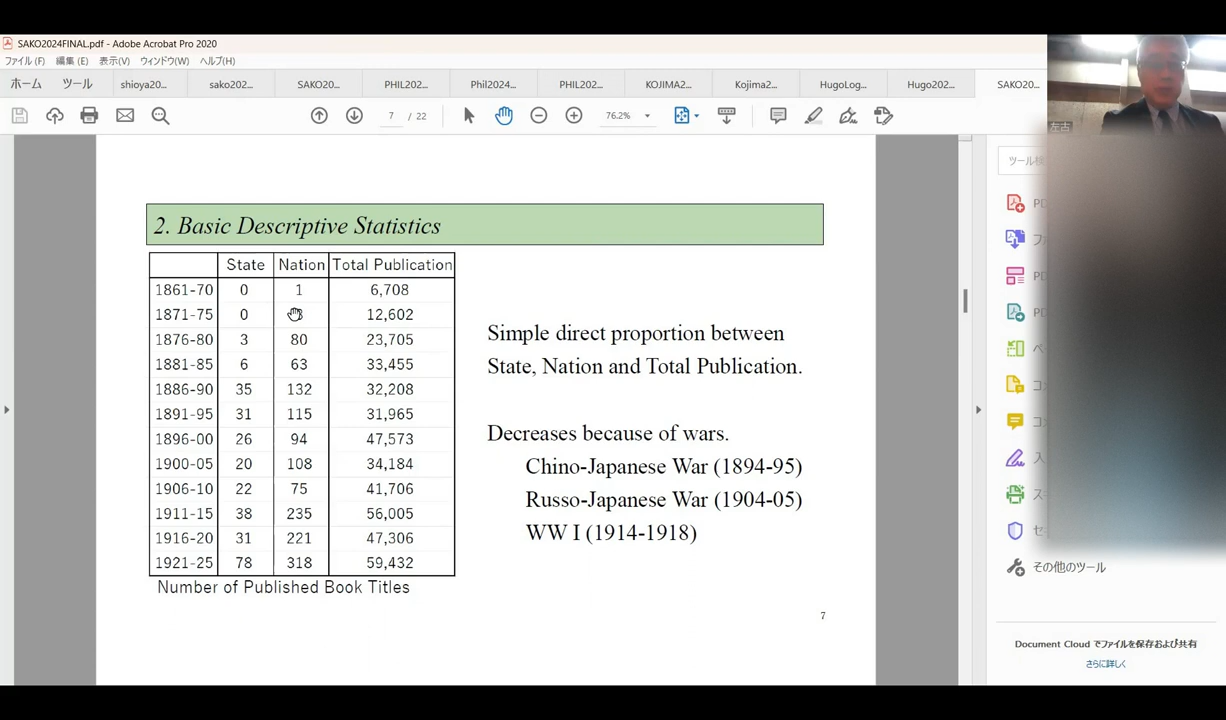 SAKO2024FINAL.pdf - Adobe Acrobat Pro 2020
ファイル(F) 編集(E) 表示(V) ウィンドウ(W) ヘルプ(H)
ホーム ツール shioya20... sako202... SAKO20... PHIL202... Phil2024... PHIL202... KOJIMA2... Kojima2... HugoLog... Hugo202... SAKO20...
7 / 22 76.2%
2. Basic Descriptive Statistics
State Nation Total Publication
1861-70 0 1 6,708
1871-75 0 12,602
1876-80 3 80 23,705
1881-85 6 63 33,455
1886-90 35 132 32,208
1891-95 31 115 31,965
1896-00 26 94 47,573
1900-05 20 108 34,184
1906-10 22 75 41,706
1911-15 38 235 56,005
1916-20 31 221 47,306
1921-25 78 318 59,432
Number of Published Book Titles
Simple direct proportion between
State, Nation and Total Publication.
Decreases because of wars.
Chino-Japanese War (1894-95)
Russo-Japanese War (1904-05)
WW I (1914-1918)
7
左古
ツール検
その他のツール
Document Cloud でファイルを保存および共有
さらに詳しく